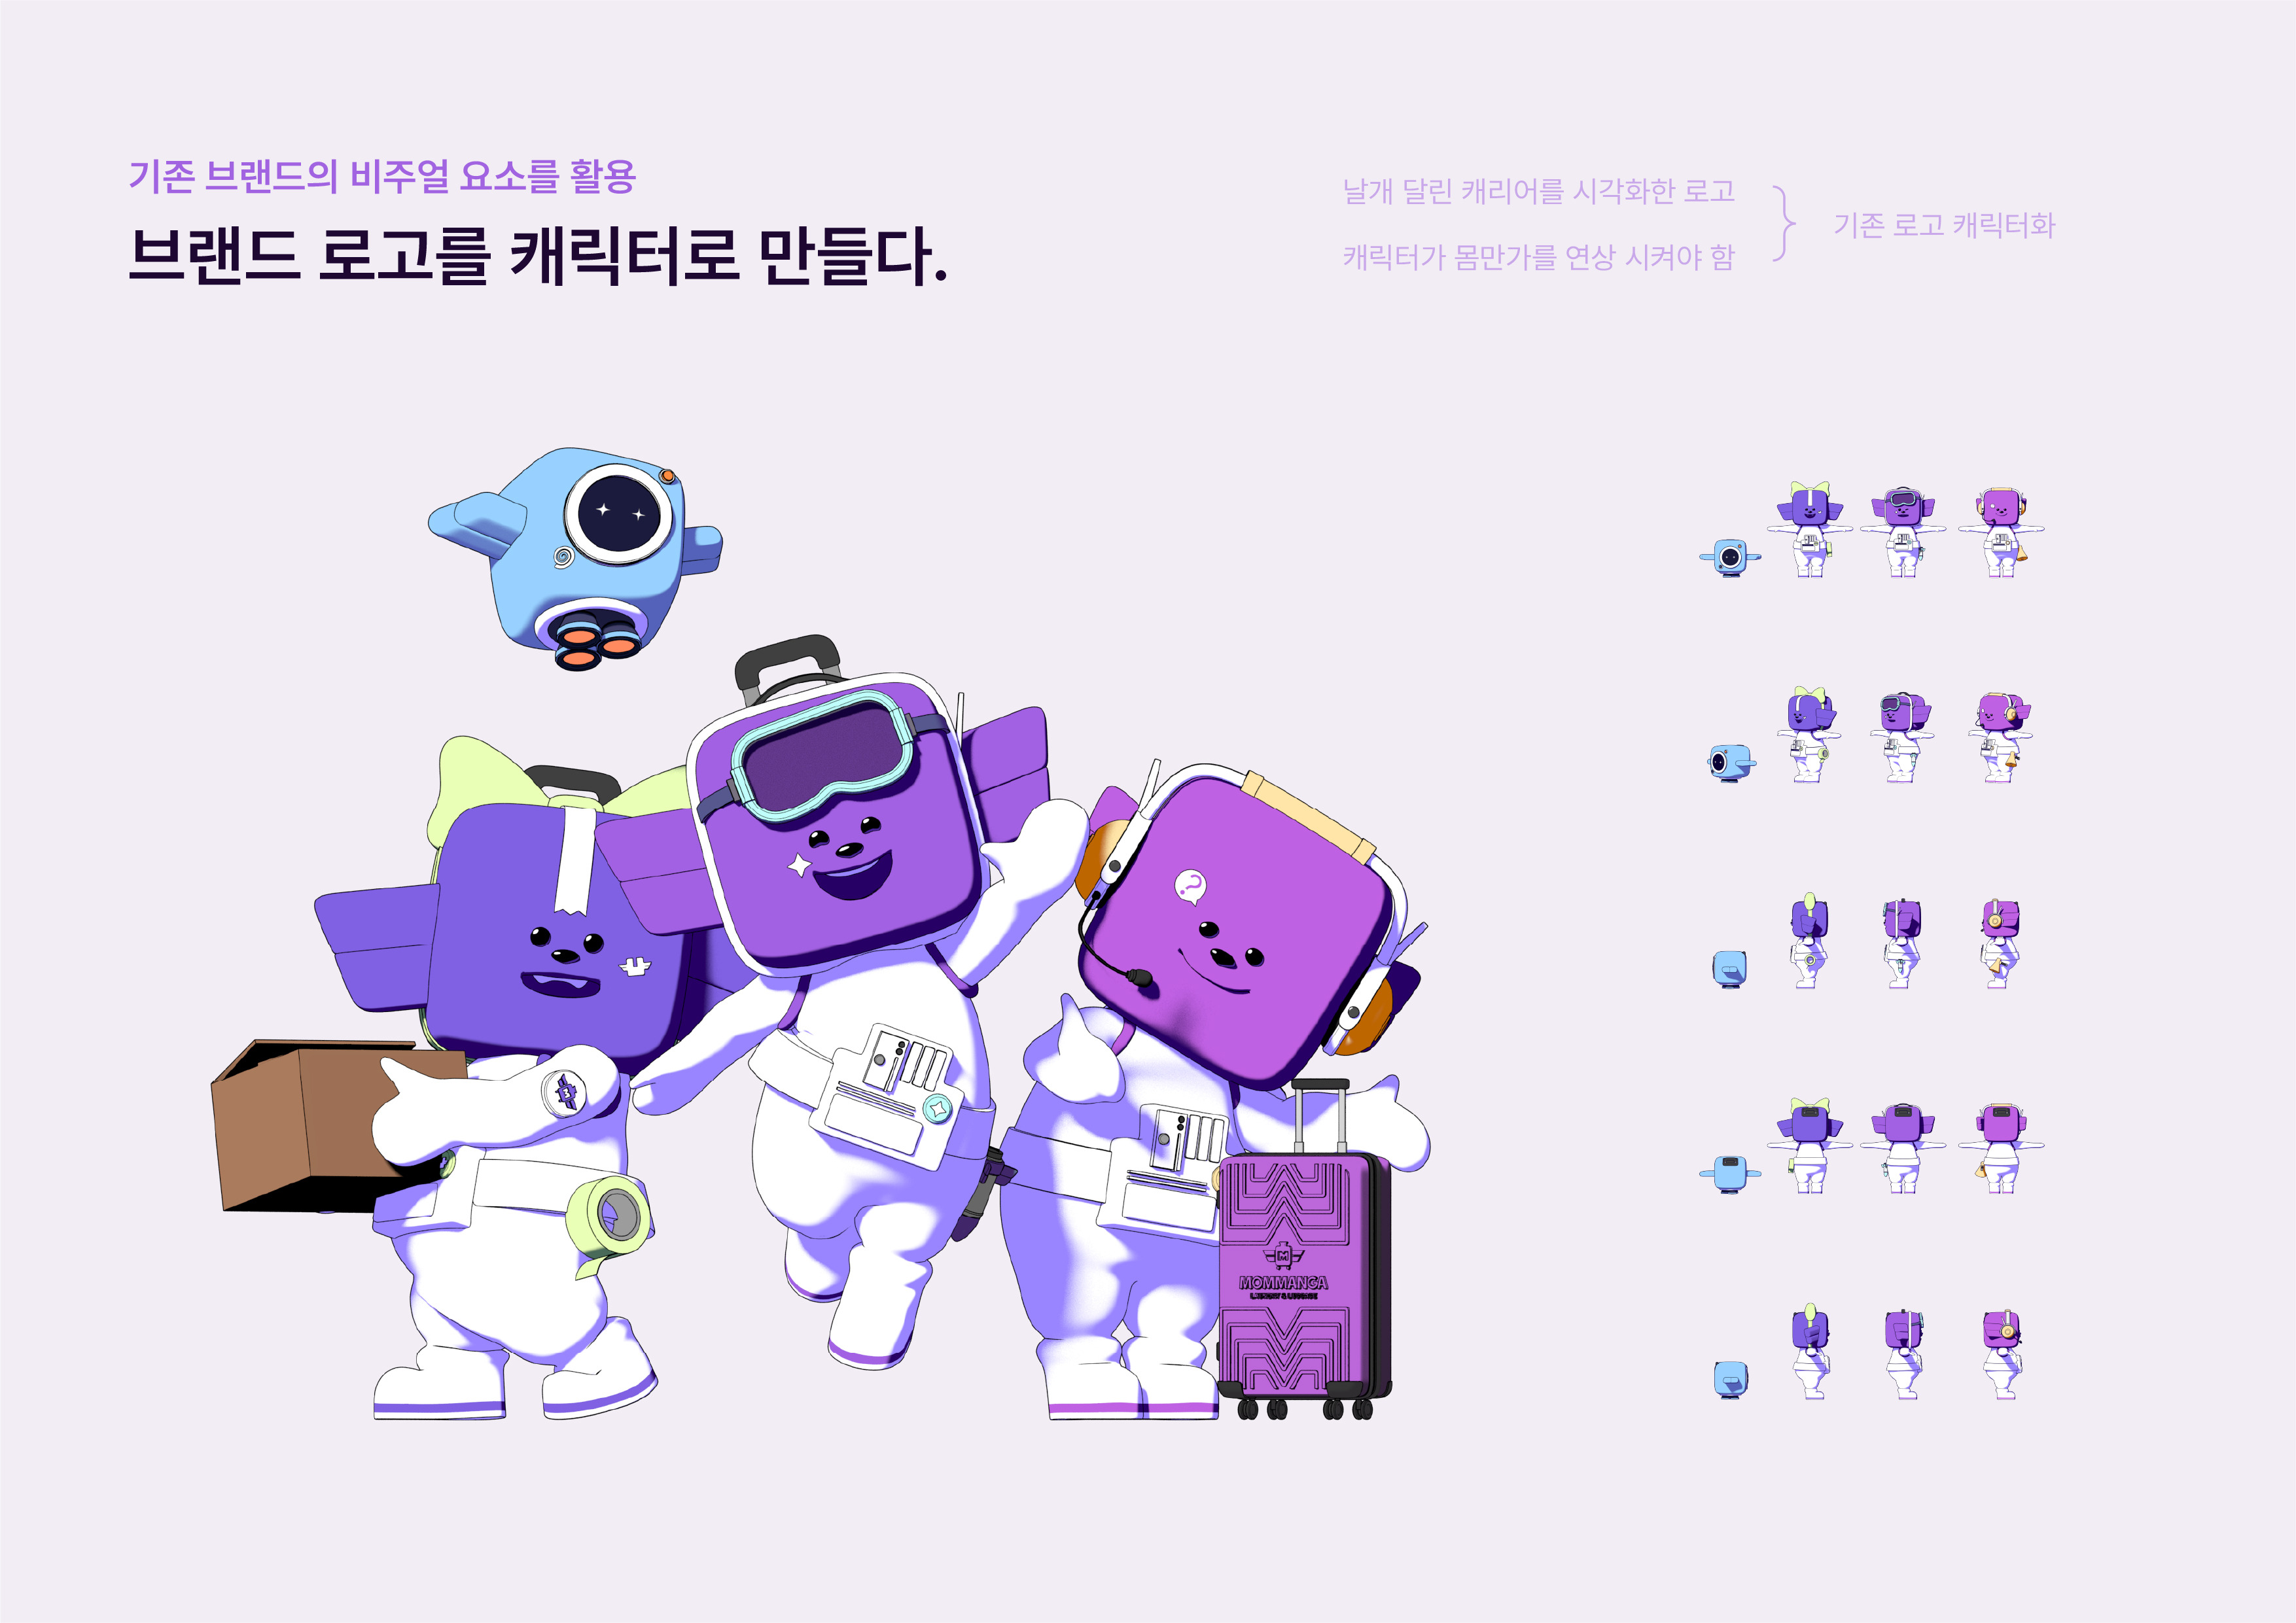 기존 브랜드의 비주얼 요소를 활용
브랜드 로고를 캐릭터로 만들다.
날개 달린 캐리어를 시각화한 로고
캐릭터가 몸만가를 연상 시켜야 함
기존 로고 캐릭터화
?
M
M
MOMMANGA